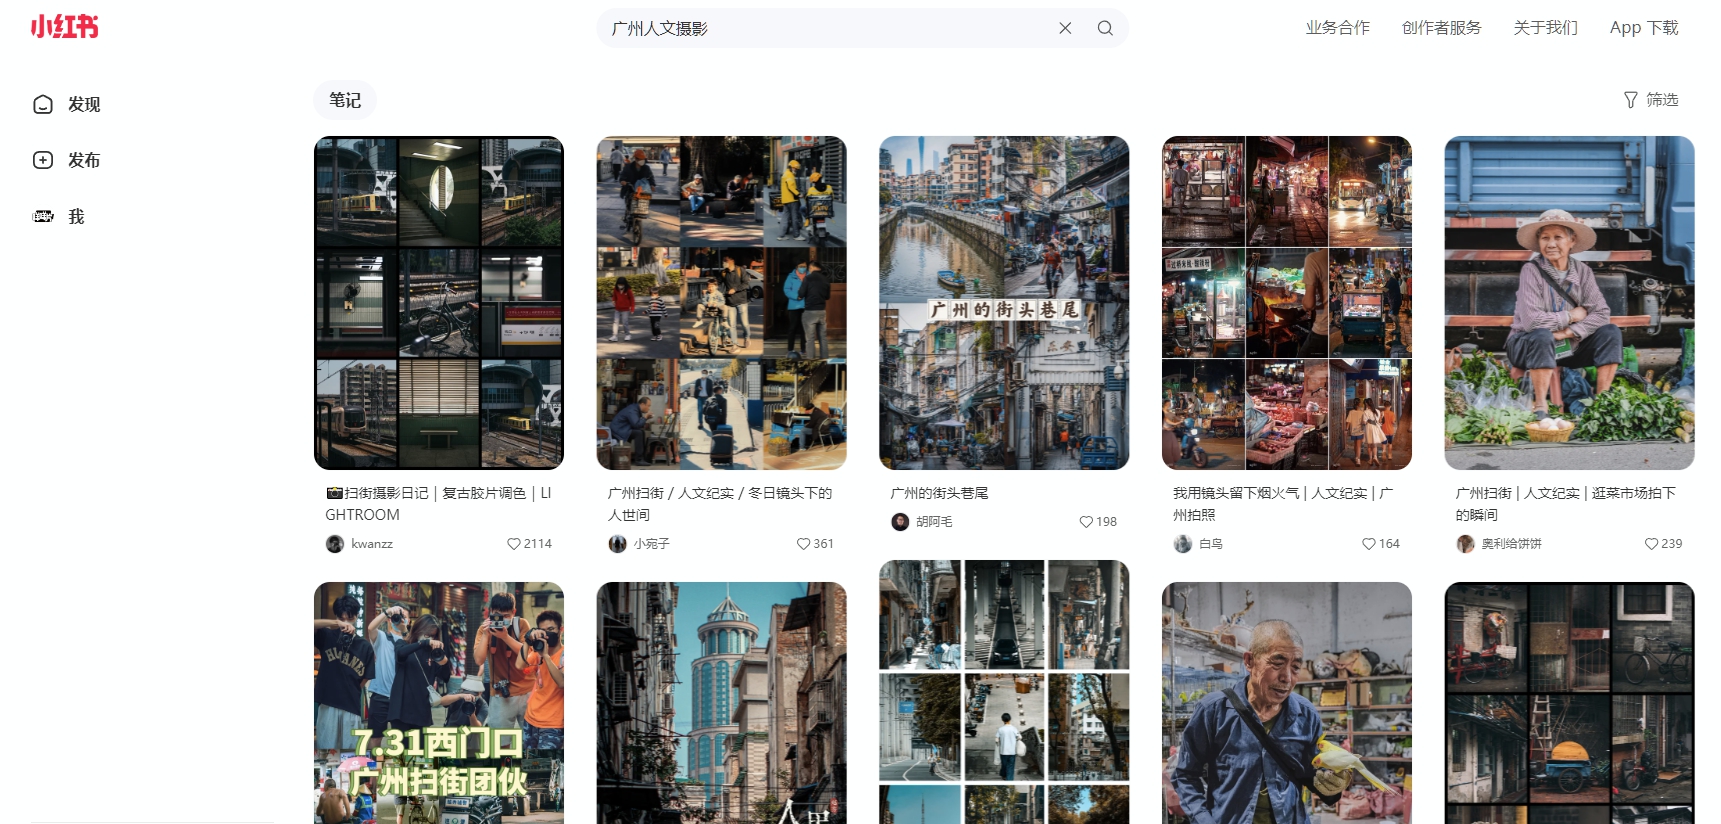 小红书
广州人文摄影
业务合作
创作者服务
关于我们
App 下载
发现
发布
我
笔记
筛选
广州的街头巷尾
扫街摄影日记｜复古胶片调色｜LI
GHTROOM
kwanzz
2114
广州扫街 / 人文纪实 / 冬日镜头下的
人世间
小宛子
361
广州的街头巷尾
胡阿毛
198
我用镜头留下烟火气 | 人文纪实 | 广
州拍照
白鸟
164
广州扫街 | 人文纪实 | 逛菜市场拍下
的瞬间
奥利给饼饼
239
7.31西门口
广州扫街团伙